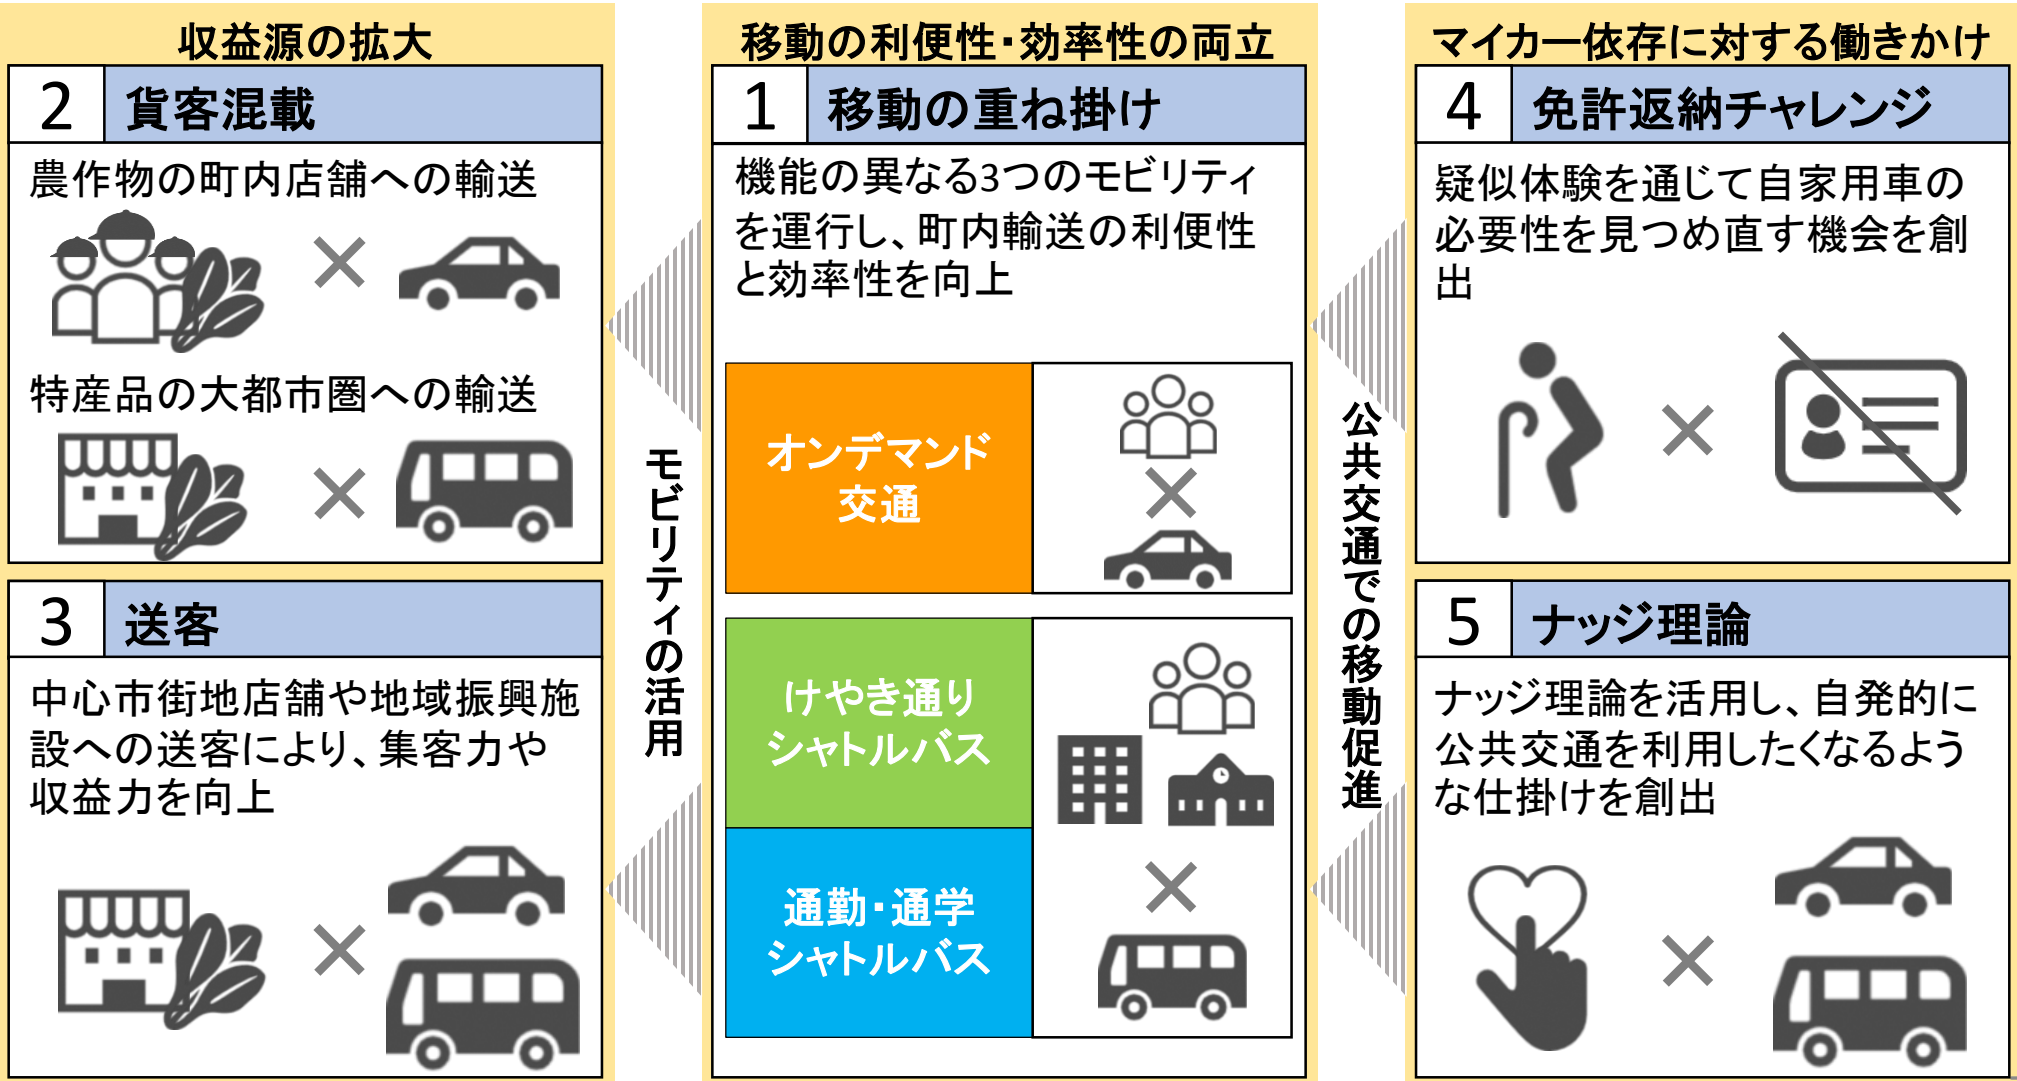 収益源の拡大
2 貨客混載
農作物の町内店舗への輸送
特産品の大都市圏への輸送
3 送客
中心市街地店舗や地域振興施
設への送客により、集客力や
収益力を向上
モビリティの活用
移動の利便性・効率性の両立
1 移動の重ね掛け
機能の異なる3つのモビリティ
を運行し、町内輸送の利便性
と効率性を向上
オンデマンド
交通
けやき通り
シャトルバス
通勤・通学
シャトルバス
公共交通での移動促進
マイカー依存に対する働きかけ
4 免許返納チャレンジ
疑似体験を通じて自家用車の
必要性を見つめ直す機会を創
出
5 ナッジ理論
ナッジ理論を活用し、自発的に
公共交通を利用したくなるよう
な仕掛けを創出